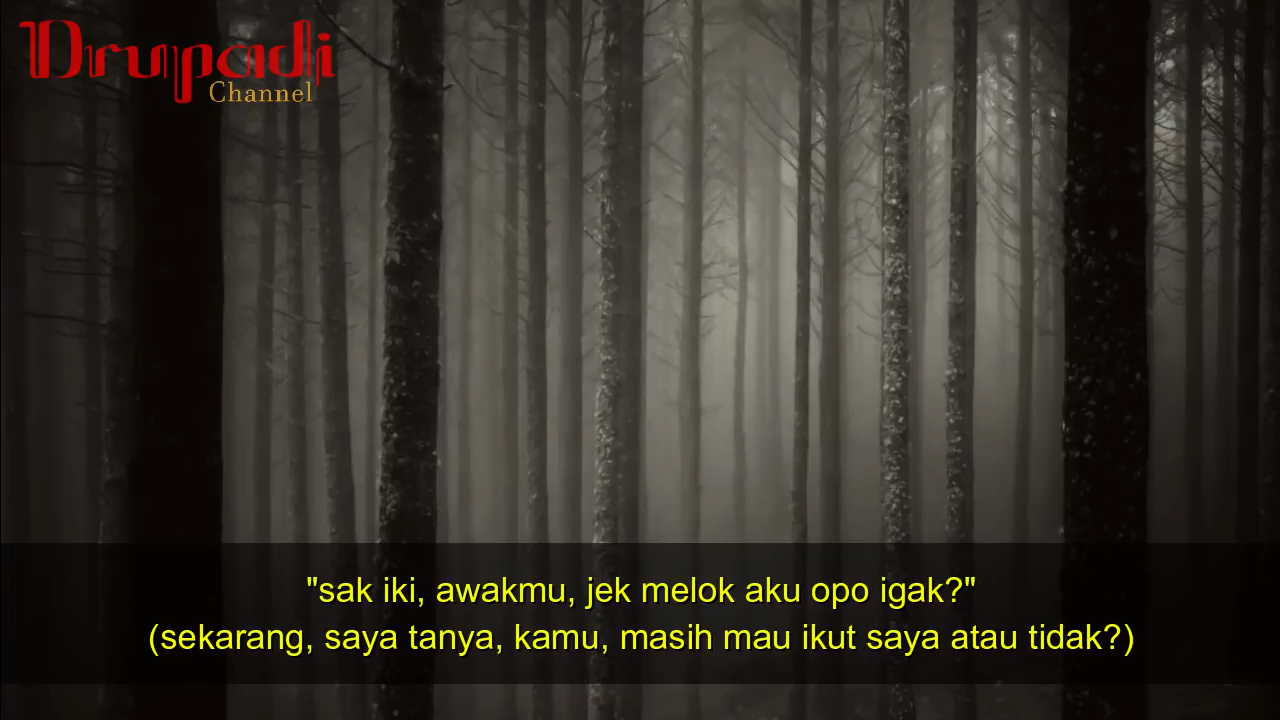 Drupadi
Channel
"sak iki, awakmu, jek melok aku opo igak?"
(sekarang, saya tanya, kamu, masih mau ikut saya atau tidak?)